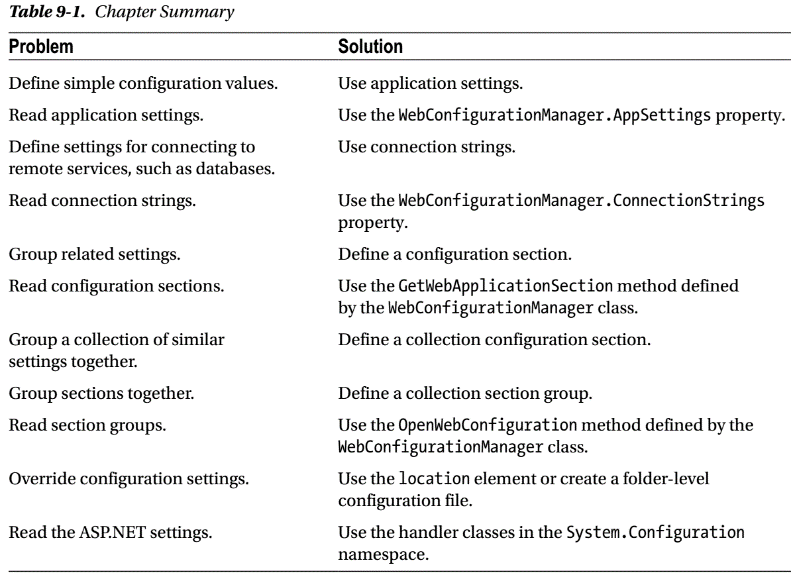 Table 9-1. Chapter Summary
Problem Solution
Define simple configuration values. Use application settings.
Read application settings. Use the WebConfigurationManager.AppSettings property.
Define settings for connecting to Use connection strings.
remote services, such as databases.
Read connection strings. Use the WebConfigurationManager.ConnectionStrings
property.
Group related settings. Define a configuration section.
Read configuration sections. Use the GetWebApplicationSection method defined
by the WebConfigurationManager class.
Group a collection of similar Define a collection configuration section.
settings together.
Group sections together. Define a collection section group.
Read section groups. Use the OpenWebConfiguration method defined by the
WebConfigurationManager class.
Override configuration settings. Use the location element or create a folder-level
configuration file.
Read the ASP.NET settings. Use the handler classes in the System.Configuration
namespace.